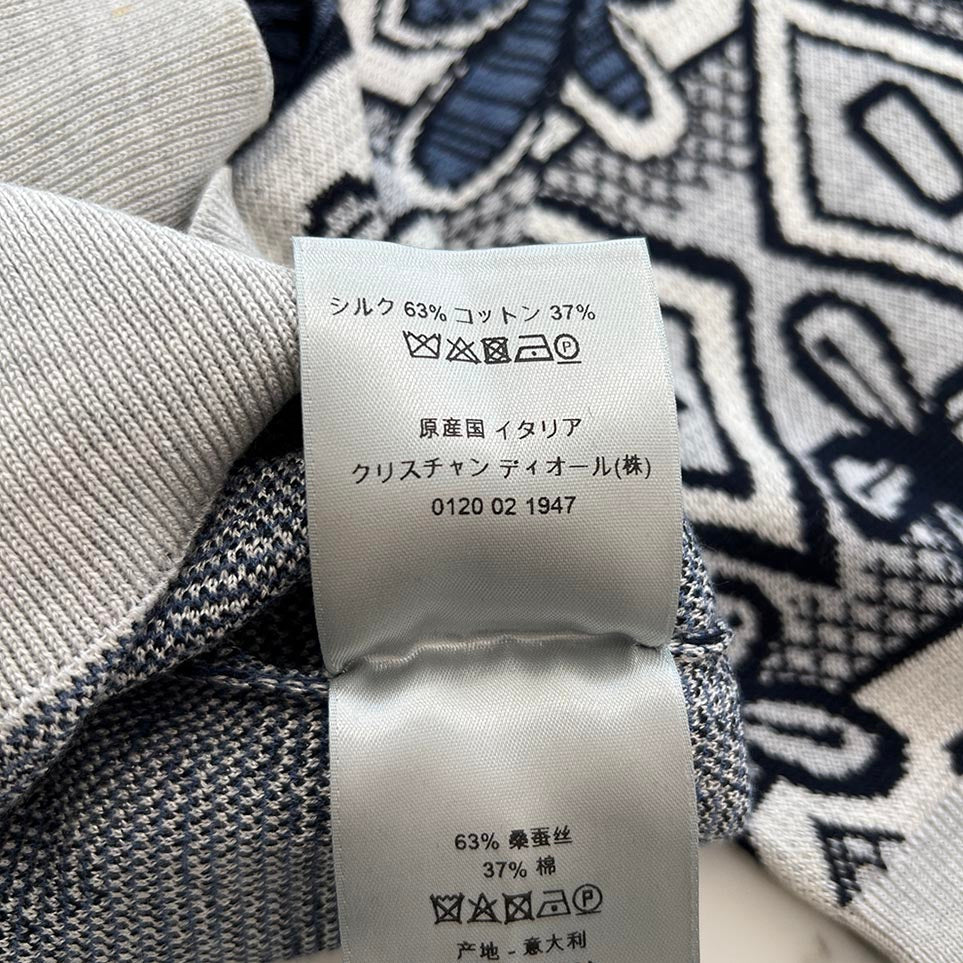 シルク 63% コットン 37%
P
原産国 イタリア
クリスチャン ディオール(株)
0120 02 1947
63% 桑蚕丝
37% 棉
P
产地 - 意大利